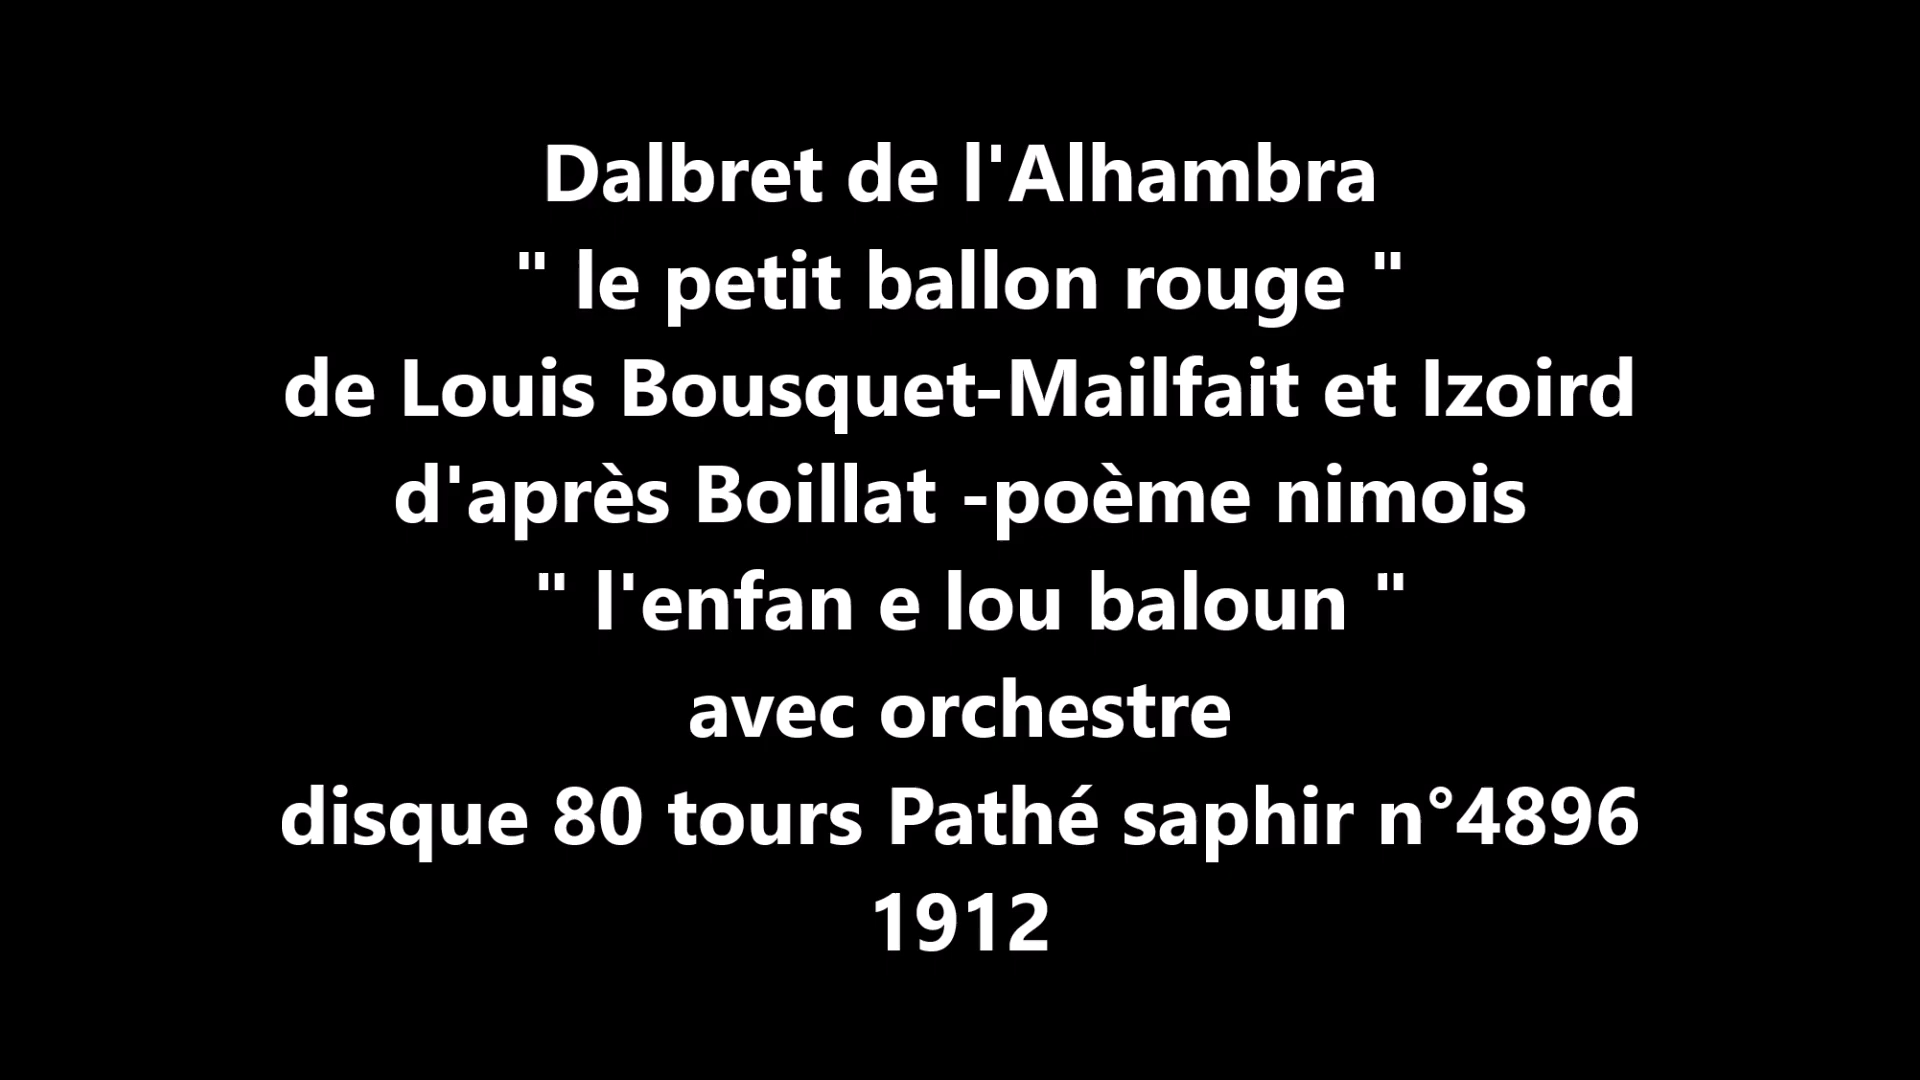 Dalbret de l'Alhambra
" le petit ballon rouge "
de Louis Bousquet-Mailfait et Izoird
d'après Boillat -poème nimois
" l'enfan e lou baloun "
avec orchestre
disque 80 tours Pathé saphir n°4896
1912